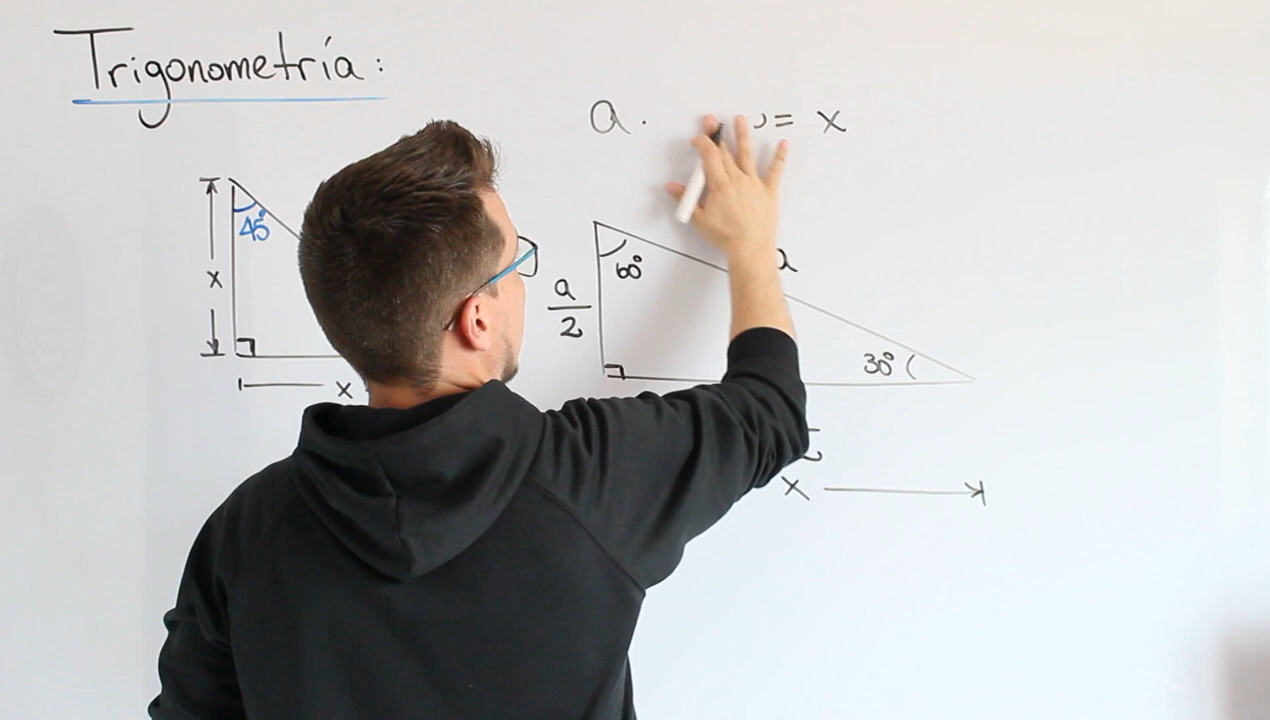 Trigonometría:
a. = x
45°
x
x
60°
a
a
2
30°
x